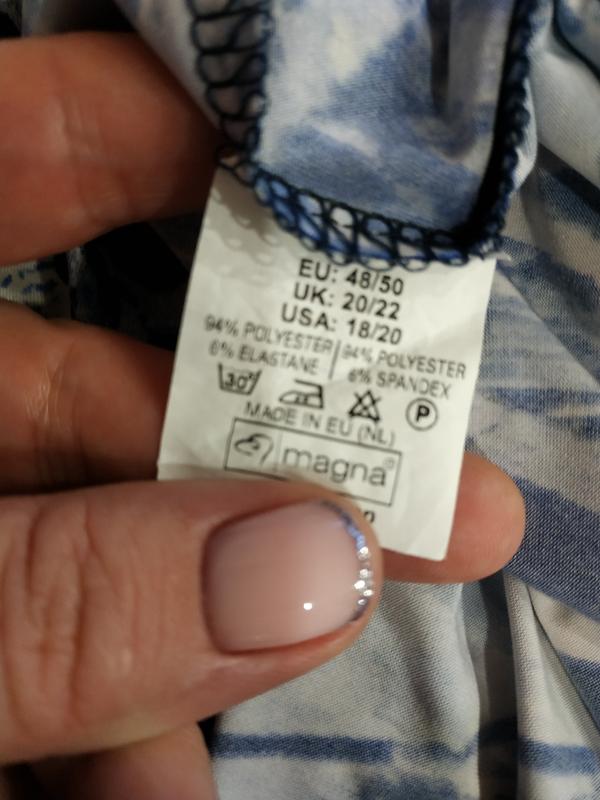 EU: 48/50
UK: 20/22
USA: 18/20
94% POLYESTER | 94% POLYESTER
6% ELASTANE | 6% SPANDEX
30° P
MADE IN EU (NL)
magna®